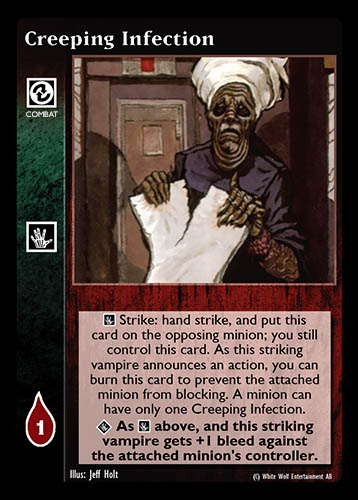 Creeping Infection
COMBAT
Strike: hand strike, and put this
card on the opposing minion; you still
control this card. As this striking
vampire announces an action, you can
burn this card to prevent the attached
minion from blocking. A minion can
have only one Creeping Infection.
As above, and this striking
vampire gets +1 bleed against
the attached minion's controller.
1
Illus: Jeff Holt
(C) White Wolf Entertainment AB